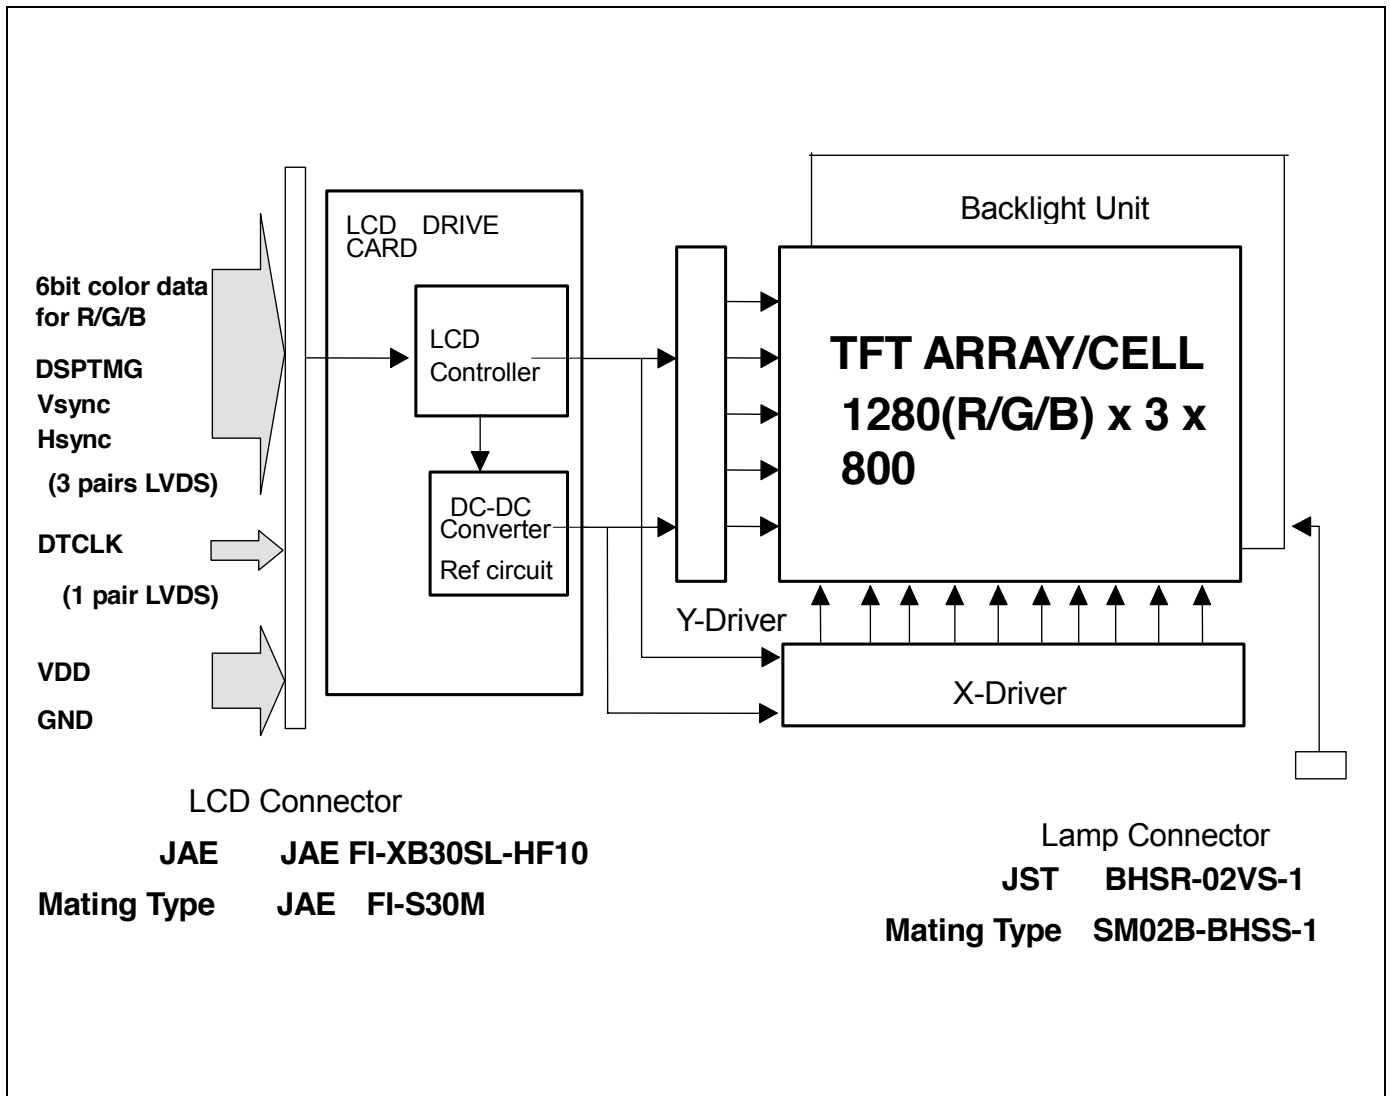 Backlight Unit
LCD DRIVE
CARD
6bit color data
for R/G/B
DSPTMG
Vsync
Hsync
(3 pairs LVDS)
DTCLK
(1 pair LVDS)
VDD
GND
LCD
Controller
DC-DC
Converter
Ref circuit
TFT ARRAY/CELL
1280(R/G/B) x 3 x
800
Y-Driver
X-Driver
LCD Connector
JAE JAE FI-XB30SL-HF10
Mating Type JAE FI-S30M
Lamp Connector
JST BHSR-02VS-1
Mating Type SM02B-BHSS-1